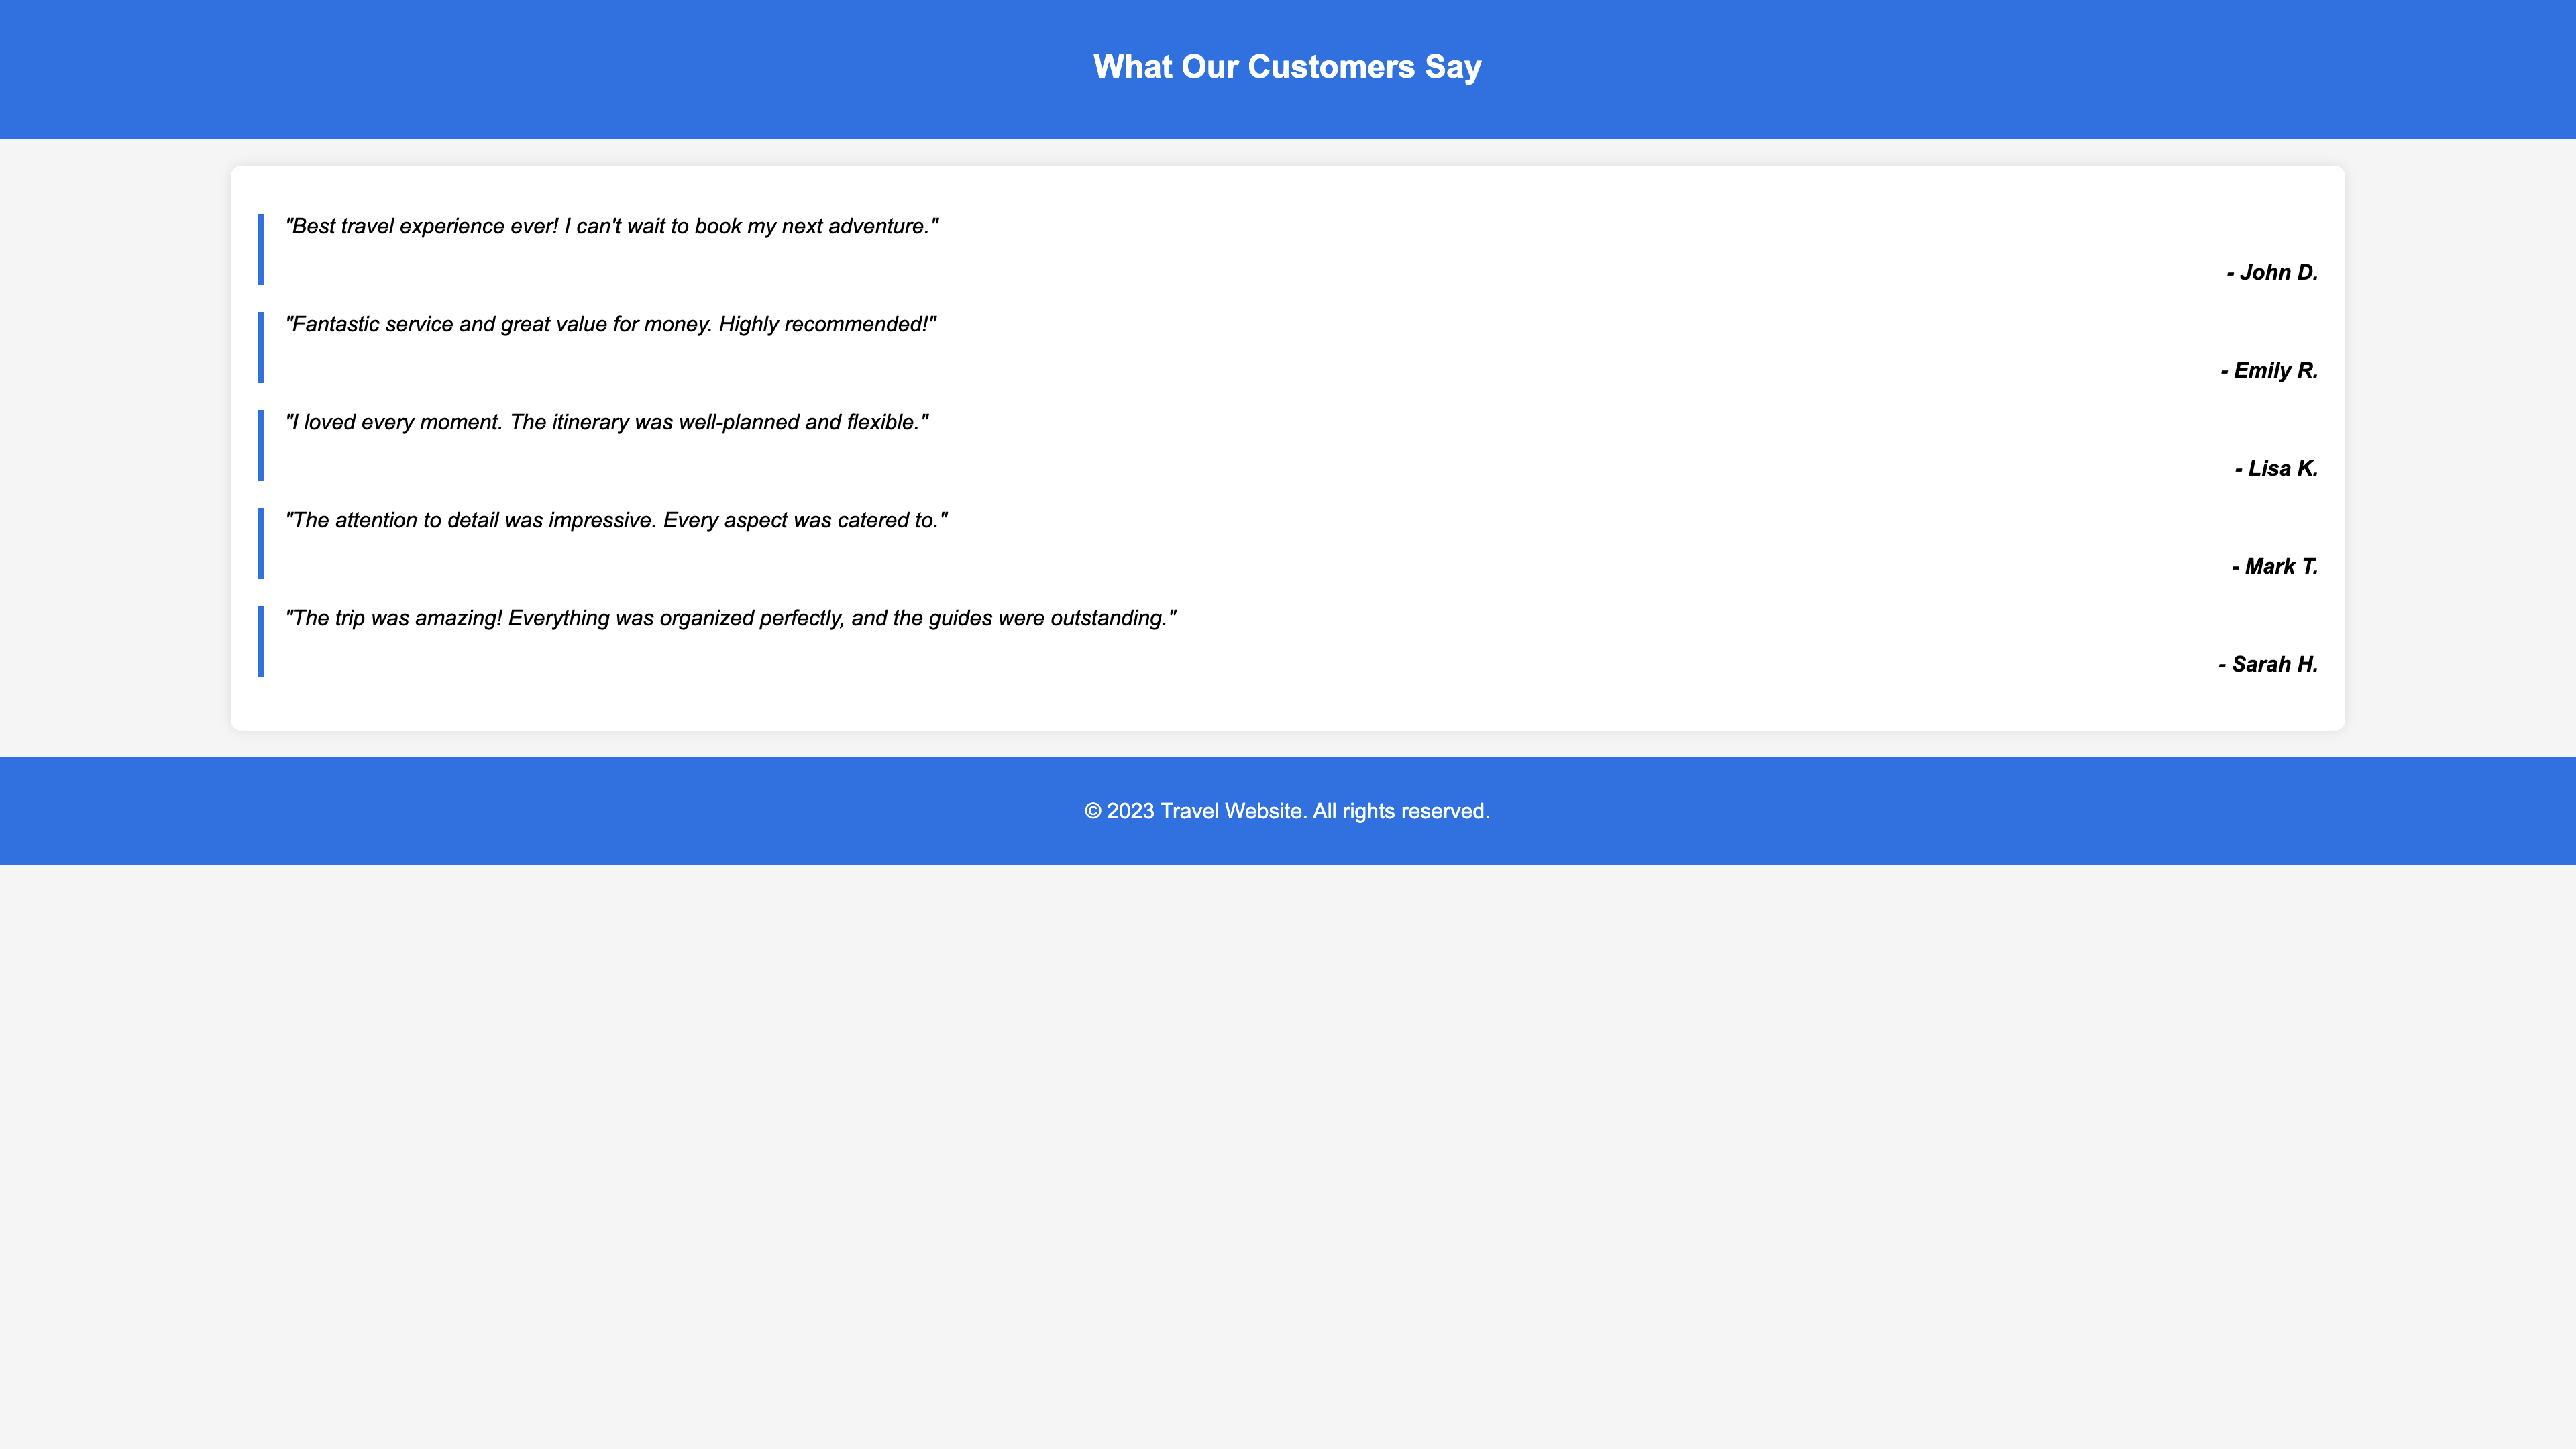 What Our Customers Say
"Best travel experience ever! I can't wait to book my next adventure."
- John D.
"Fantastic service and great value for money. Highly recommended!"
- Emily R.
"I loved every moment. The itinerary was well-planned and flexible."
- Lisa K.
"The attention to detail was impressive. Every aspect was catered to."
- Mark T.
"The trip was amazing! Everything was organized perfectly, and the guides were outstanding."
- Sarah H.
© 2023 Travel Website. All rights reserved.